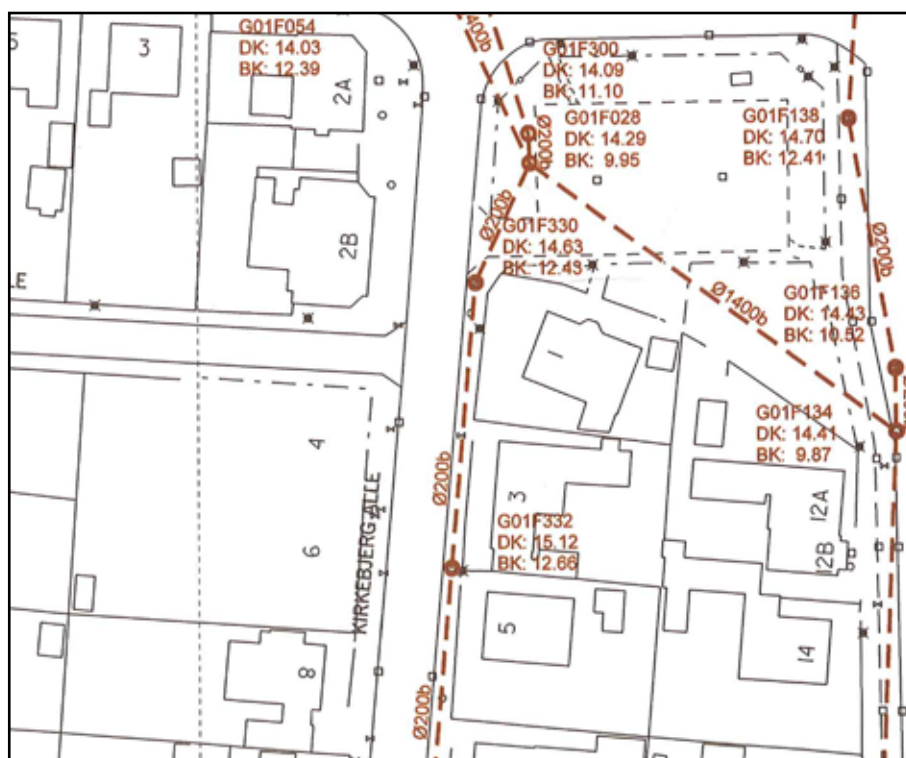 G01F054
DK: 14.03
BK: 12.39
3
2A
G01F300
DK: 14.09
BK: 11.10
G01F028
DK: 14.29
BK: 9.95
G01F138
DK: 14.70
BK: 12.41
Ø200b
Ø200b
2B
G01F330
DK: 14.63
BK: 12.43
Ø200b
Ø1400b
G01F136
DK: 14.43
BK: 10.52
1
G01F134
DK: 14.41
BK: 9.87
4
Ø200b
3
12A
6
KIRKEBJERG ALLE
G01F332
DK: 15.12
BK: 12.66
12B
5
14
8
Ø200b